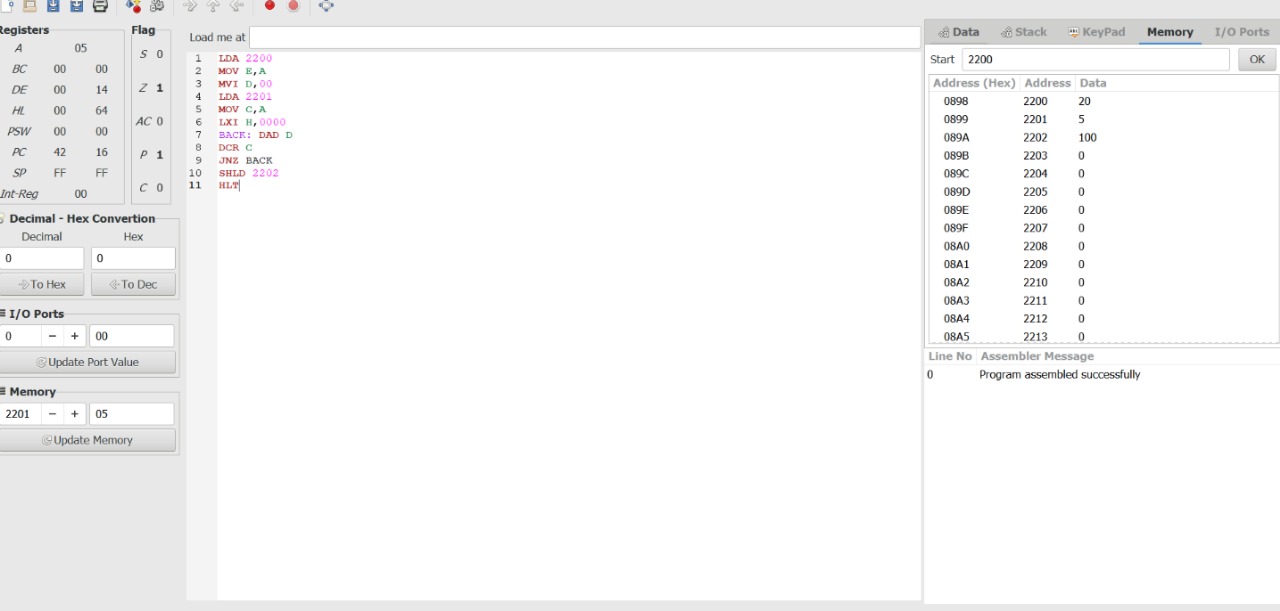 Registers
A 05
BC 00 00
DE 00 14
HL 00 64
PSW 00 00
PC 42 16
SP FF FF
Int-Reg 00
Flag
S 0
Z 1
AC 0
P 1
C 0
Decimal - Hex Convertion
Decimal Hex
0 0
To Hex To Dec
I/O Ports
0 − + 00
Update Port Value
Memory
2201 − + 05
Update Memory
Load me at
1 LDA 2200
2 MOV E,A
3 MVI D,00
4 LDA 2201
5 MOV C,A
6 LXI H,0000
7 BACK: DAD D
8 DCR C
9 JNZ BACK
10 SHLD 2202
11 HLT
Data Stack KeyPad Memory I/O Ports
Start 2200 OK
Address (Hex) Address Data
0898 2200 20
0899 2201 5
089A 2202 100
089B 2203 0
089C 2204 0
089D 2205 0
089E 2206 0
089F 2207 0
08A0 2208 0
08A1 2209 0
08A2 2210 0
08A3 2211 0
08A4 2212 0
08A5 2213 0
Line No Assembler Message
0 Program assembled successfully